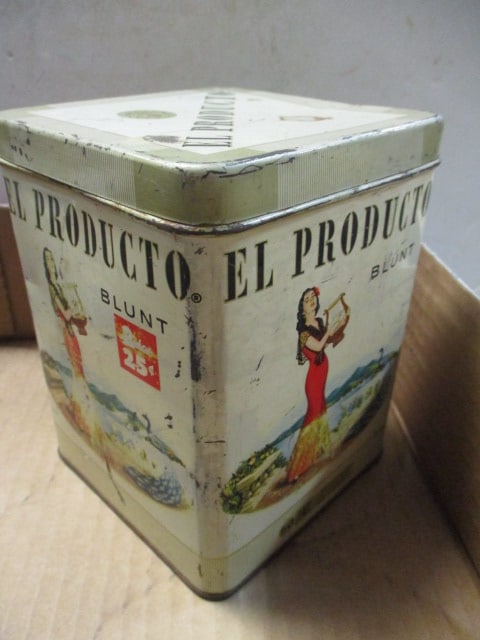 EL PRODUCTO
EL PRODUCTO®
BLUNT
25¢
EL PRODUCTO
BLUNT